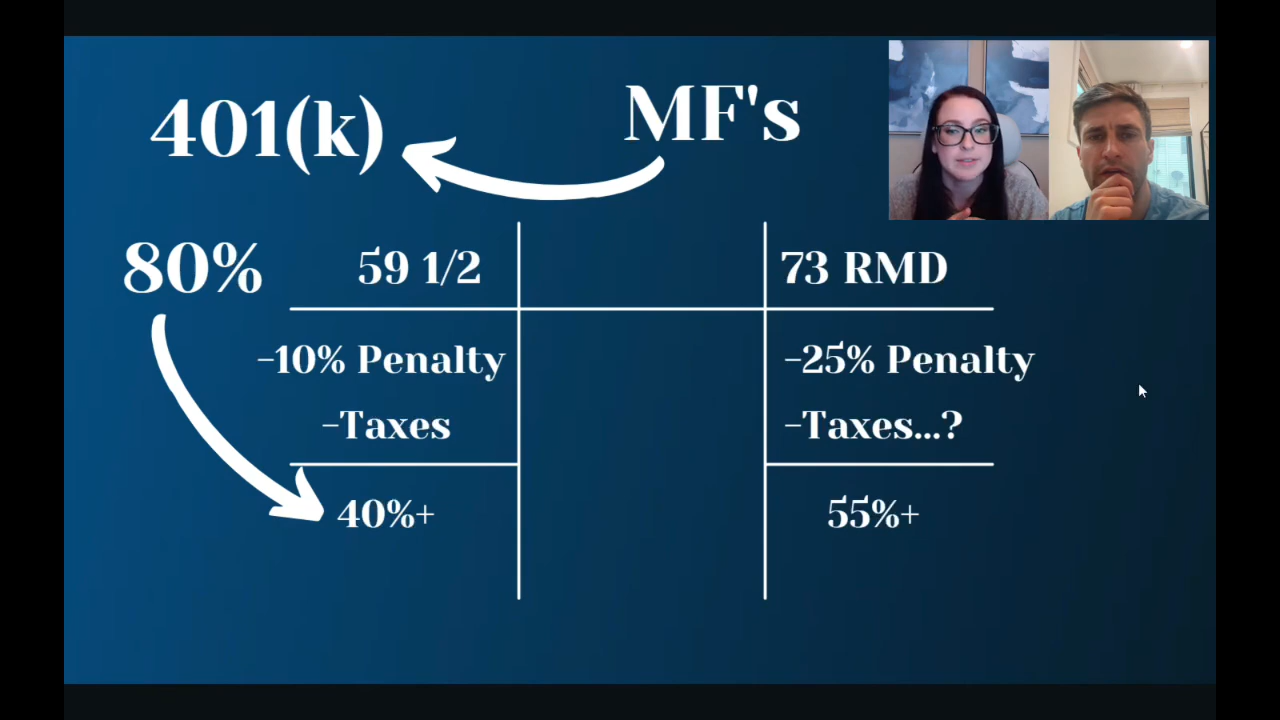 401(k)
MF's
80%
59 1/2
73 RMD
-10% Penalty
-25% Penalty
-Taxes
-Taxes...?
40%+
55%+